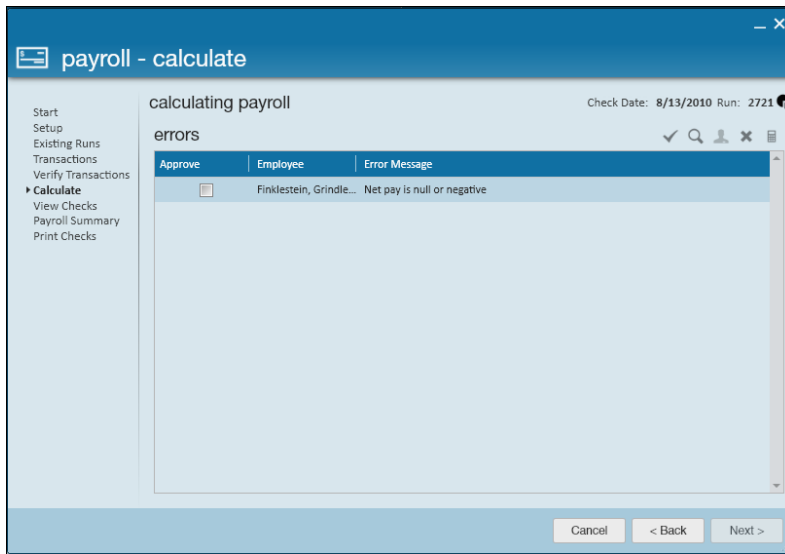 payroll - calculate
Start
Setup
Existing Runs
Transactions
Verify Transactions
Calculate
View Checks
Payroll Summary
Print Checks
calculating payroll
Check Date: 8/13/2010 Run: 2721
errors
Approve Employee Error Message
Finklestein, Grindle... Net pay is null or negative
Cancel < Back Next >